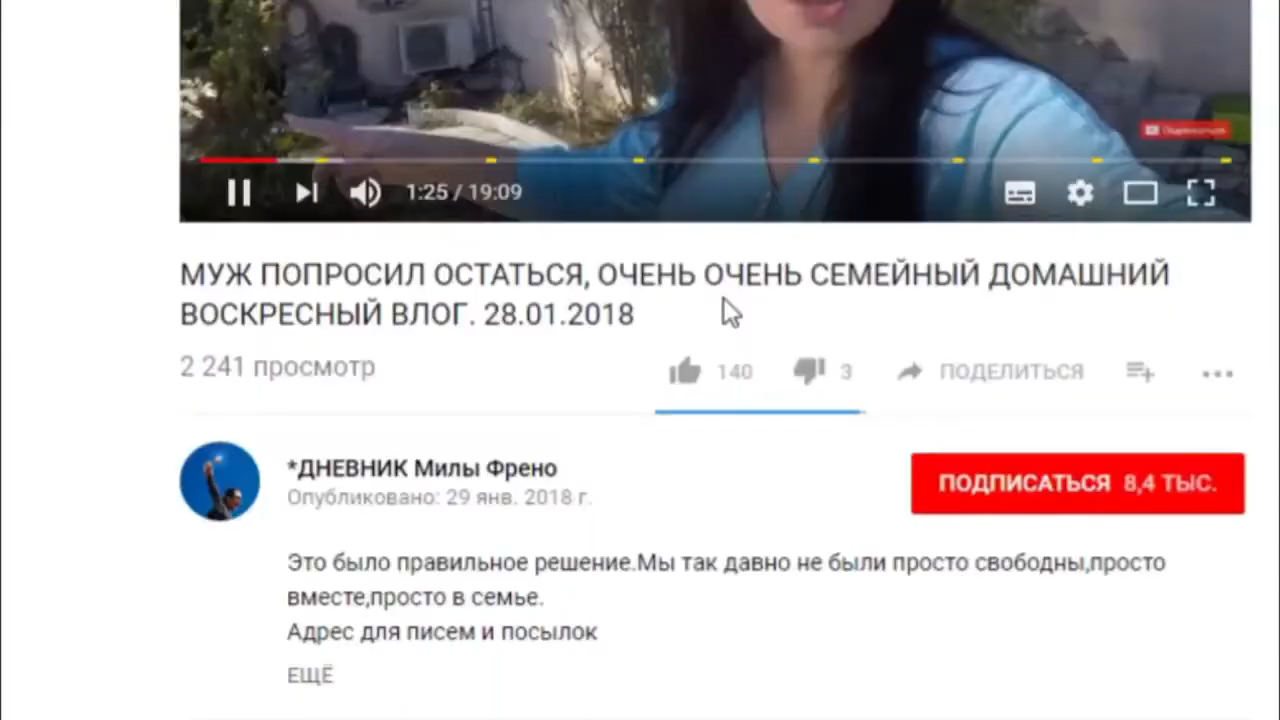 1:25 / 19:09
МУЖ ПОПРОСИЛ ОСТАТЬСЯ, ОЧЕНЬ ОЧЕНЬ СЕМЕЙНЫЙ ДОМАШНИЙ
ВОСКРЕСНЫЙ ВЛОГ. 28.01.2018
2 241 просмотр
140 3 ПОДЕЛИТЬСЯ
*ДНЕВНИК Милы Френо
Опубликовано: 29 янв. 2018 г.
ПОДПИСАТЬСЯ 8,4 ТЫС.
Это было правильное решение.Мы так давно не были просто свободны,просто
вместе,просто в семье.
Адрес для писем и посылок
ЕЩЁ